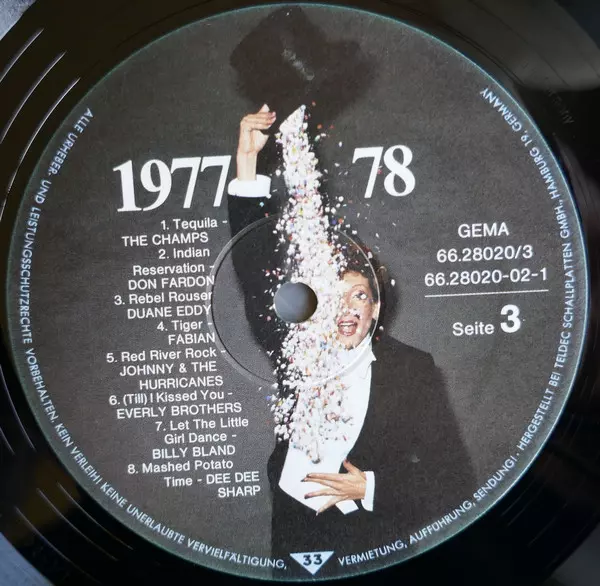 1977 78
1. Tequila -
THE CHAMPS
2. Indian
Reservation -
DON FARDON
3. Rebel Rouser
DUANE EDDY
4. Tiger -
FABIAN
5. Red River Rock -
JOHNNY & THE
HURRICANES
6. (Till) I Kissed You -
EVERLY BROTHERS
7. Let The Little
Girl Dance -
BILLY BLAND
8. Mashed Potato
Time - DEE DEE
SHARP
GEMA
66.28020/3
66.28020-02-1
Seite 3
ALLE URHEBER- UND LEISTUNGSSCHUTZRECHTE VORBEHALTEN. KEIN VERLEIH! KEINE UNERLAUBTE VERVIELFÄLTIGUNG, VERMIETUNG, AUFFÜHRUNG, SENDUNG! - HERGESTELLT BEI TELDEC SCHALLPLATTEN GMBH., HAMBURG 19, GERMANY
33